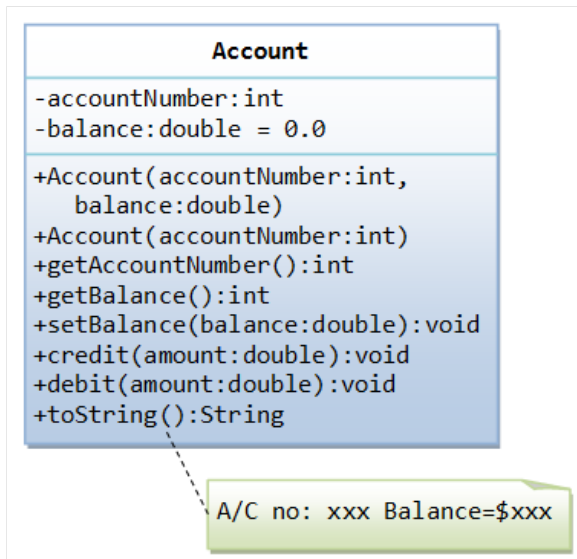 Account
-accountNumber:int
-balance:double = 0.0
+Account(accountNumber:int,
balance:double)
+Account(accountNumber:int)
+getAccountNumber():int
+getBalance():int
+setBalance(balance:double):void
+credit(amount:double):void
+debit(amount:double):void
+toString():String
A/C no: xxx Balance=$xxx